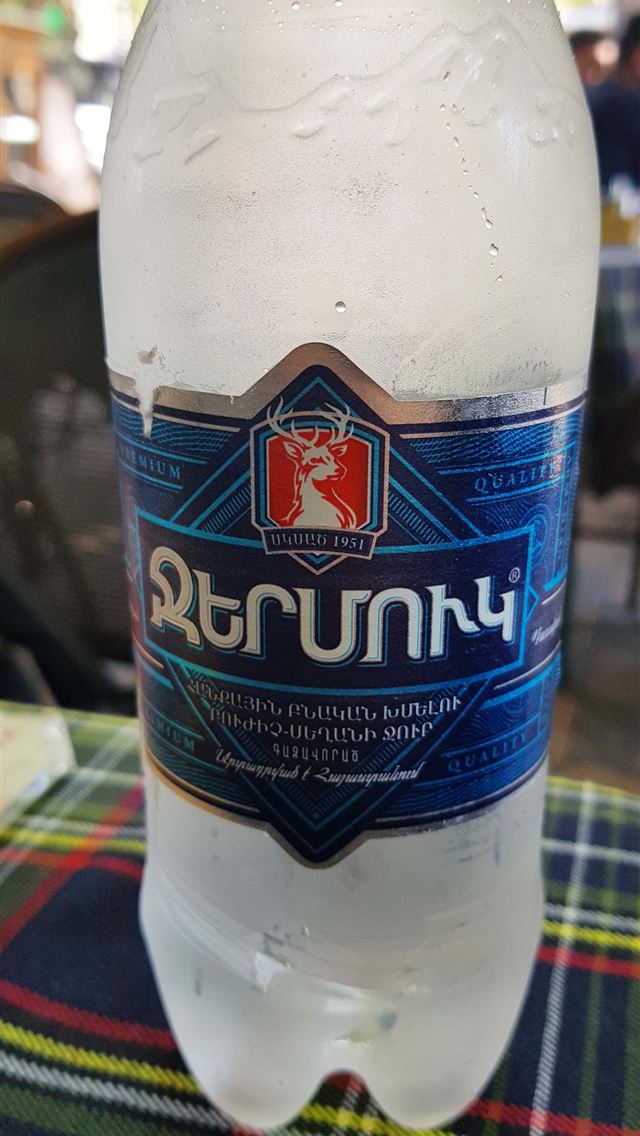 PREMIUM
QUALITY
ՍԿՍԱԾ 1951
ՋԵՐՄՈՒԿ®
ՀԱՆՔԱՅԻՆ ԲՆԱԿԱՆ ԽՄԵԼՈՒ
ԲՈՒԺԻՉ-ՍԵՂԱՆԻ ՋՈՒՐ
ԳԱԶԱՎՈՐԱԾ
Արտադրված է Հայաստանում
PREMIUM
QUALITY